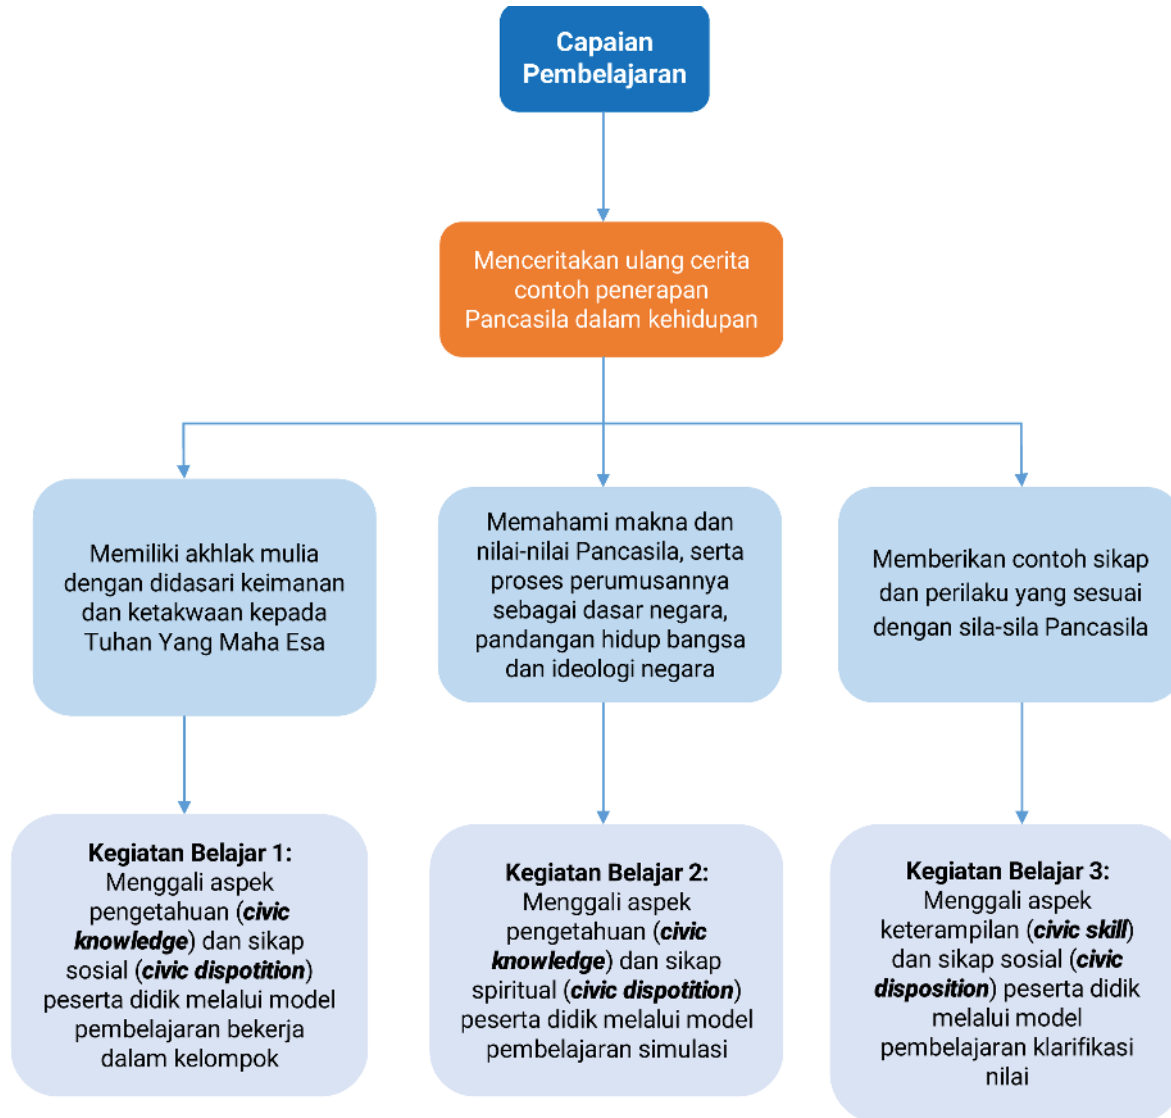 Capaian
Pembelajaran
Menceritakan ulang cerita
contoh penerapan
Pancasila dalam kehidupan
Memiliki akhlak mulia
dengan didasari keimanan
dan ketakwaan kepada
Tuhan Yang Maha Esa
Memahami makna dan
nilai-nilai Pancasila, serta
proses perumusannya
sebagai dasar negara,
pandangan hidup bangsa
dan ideologi negara
Memberikan contoh sikap
dan perilaku yang sesuai
dengan sila-sila Pancasila
Kegiatan Belajar 1:
Menggali aspek
pengetahuan (civic
knowledge) dan sikap
sosial (civic dispotition)
peserta didik melalui model
pembelajaran bekerja
dalam kelompok
Kegiatan Belajar 2:
Menggali aspek
pengetahuan (civic
knowledge) dan sikap
spiritual (civic dispotition)
peserta didik melalui model
pembelajaran simulasi
Kegiatan Belajar 3:
Menggali aspek
keterampilan (civic skill)
dan sikap sosial (civic
disposition) peserta didik
melalui model
pembelajaran klarifikasi
nilai